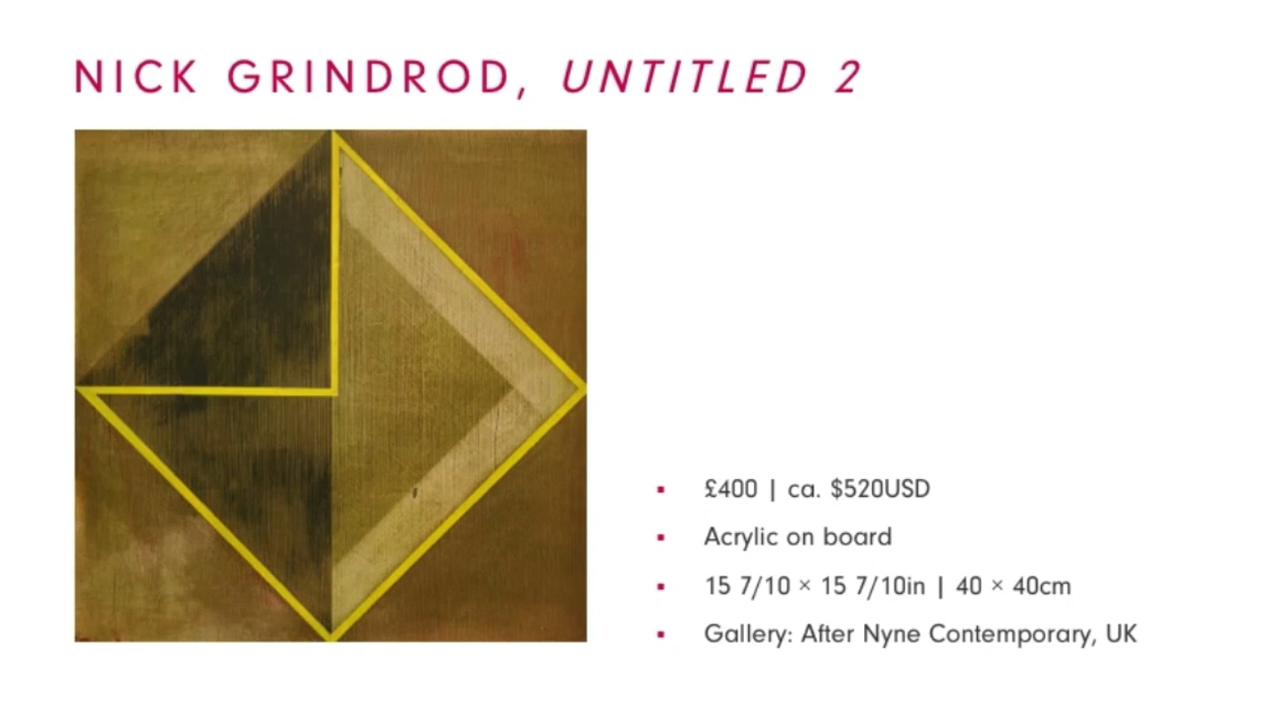 NICK GRINDROD, UNTITLED 2
▪ £400 | ca. $520USD
▪ Acrylic on board
▪ 15 7/10 × 15 7/10in | 40 × 40cm
▪ Gallery: After Nyne Contemporary, UK